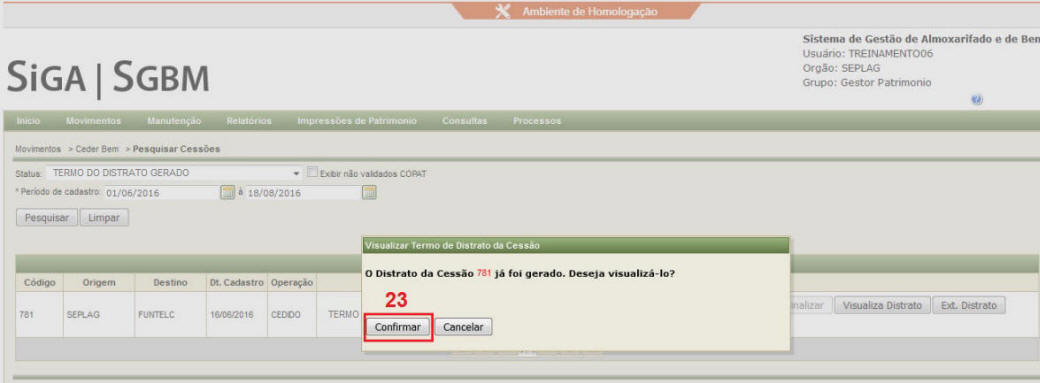 Ambiente de Homologação
Sistema de Gestão de Almoxarifado e de Ben
Usuário: TREINAMENTO06
Orgão: SEPLAG
Grupo: Gestor Patrimonio
SiGA | SGBM
Início Movimentos Manutenção Relatórios Impressões de Patrimonio Consultas Processos
Movimentos > Ceder Bem > Pesquisar Cessões
Status: TERMO DO DISTRATO GERADO Exibir não validados COPAT
* Período de cadastro: 01/06/2016 à 18/08/2016
Pesquisar Limpar
Visualizar Termo de Distrato da Cessão
O Distrato da Cessão 781 já foi gerado. Deseja visualizá-lo?
23
Confirmar Cancelar
Código Origem Destino Dt. Cadastro Operação
781 SEPLAG FUNTELC 16/06/2016 CEDIDO TERMO nalizar Visualiza Distrato Ext. Distrato